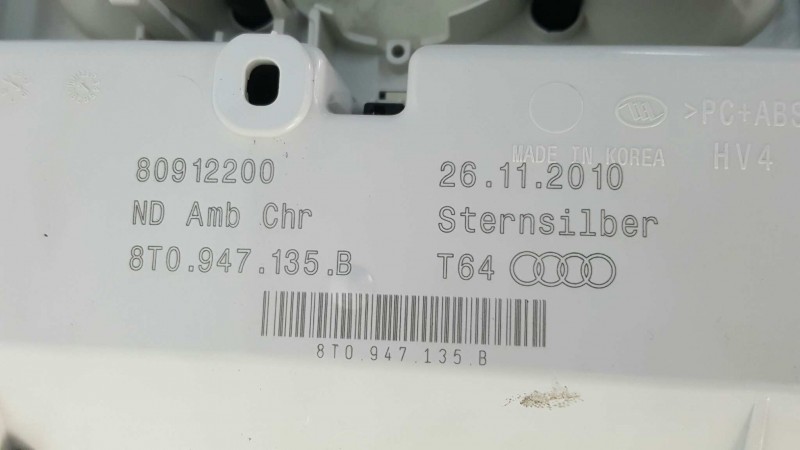 >PC+ABS
MADE IN KOREA
HV4
80912200 26.11.2010
ND Amb Chr Sternsilber
8T0.947.135.B T64
8T0.947.135.B